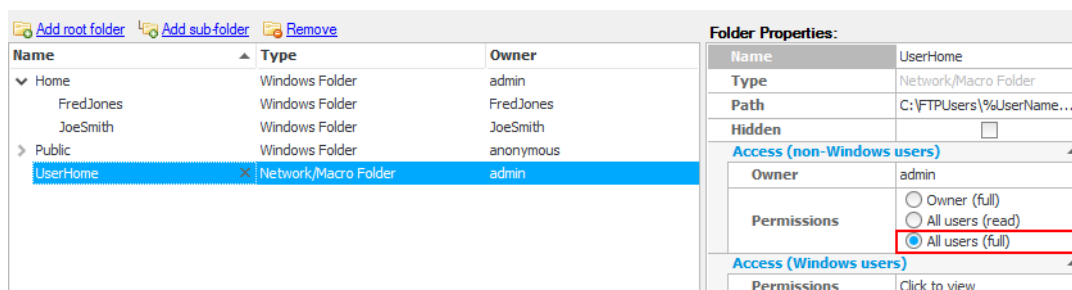 Add root folder Add sub-folder Remove
Name Type Owner
Home Windows Folder admin
FredJones Windows Folder FredJones
JoeSmith Windows Folder JoeSmith
Public Windows Folder anonymous
UserHome Network/Macro Folder admin
Folder Properties:
Name UserHome
Type Network/Macro Folder
Path C:\FTPUsers\%UserName...
Hidden
Access (non-Windows users)
Owner admin
Owner (full)
Permissions All users (read)
All users (full)
Access (Windows users)
Permissions Click to view